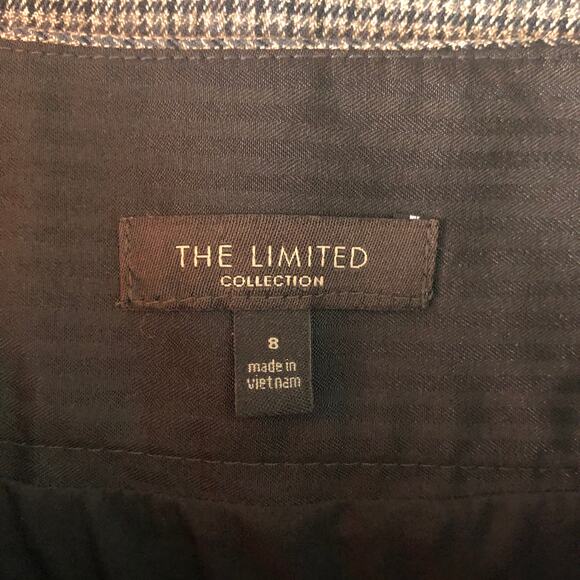 THE LIMITED
COLLECTION
8
made in
vietnam